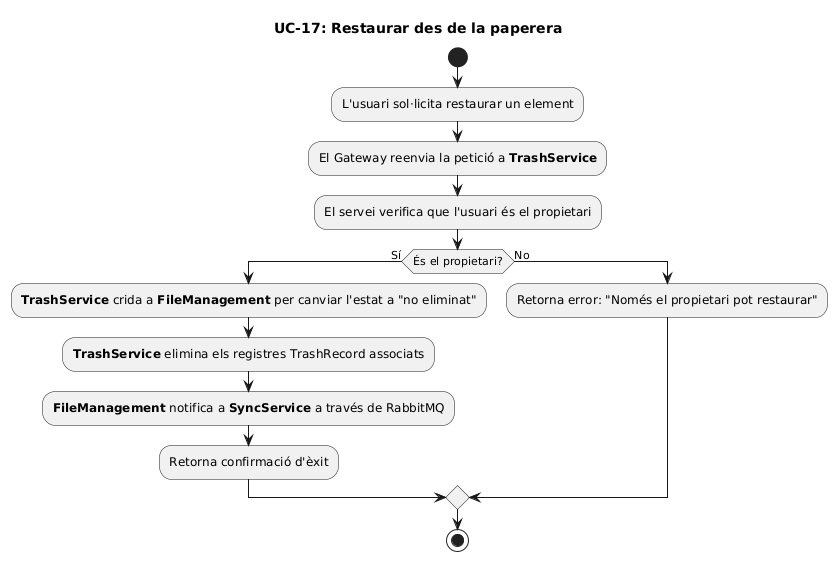 UC-17: Restaurar des de la paperera
L'usuari sol·licita restaurar un element
El Gateway reenvia la petició a TrashService
El servei verifica que l'usuari és el propietari
Sí
És el propietari?
No
TrashService crida a FileManagement per canviar l'estat a "no eliminat"
Retorna error: "Només el propietari pot restaurar"
TrashService elimina els registres TrashRecord associats
FileManagement notifica a SyncService a través de RabbitMQ
Retorna confirmació d'èxit